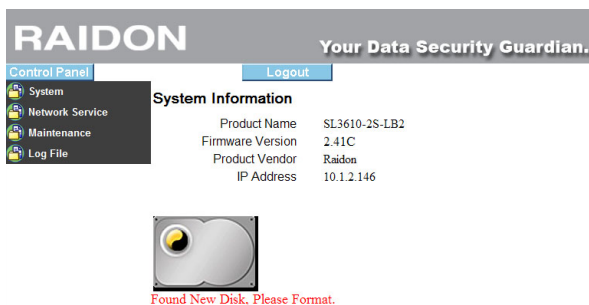 RAIDON
Your Data Security Guardian.
Control Panel
Logout
System
Network Service
Maintenance
Log File
System Information
Product Name SL3610-2S-LB2
Firmware Version 2.41C
Product Vendor Raidon
IP Address 10.1.2.146
Found New Disk, Please Format.